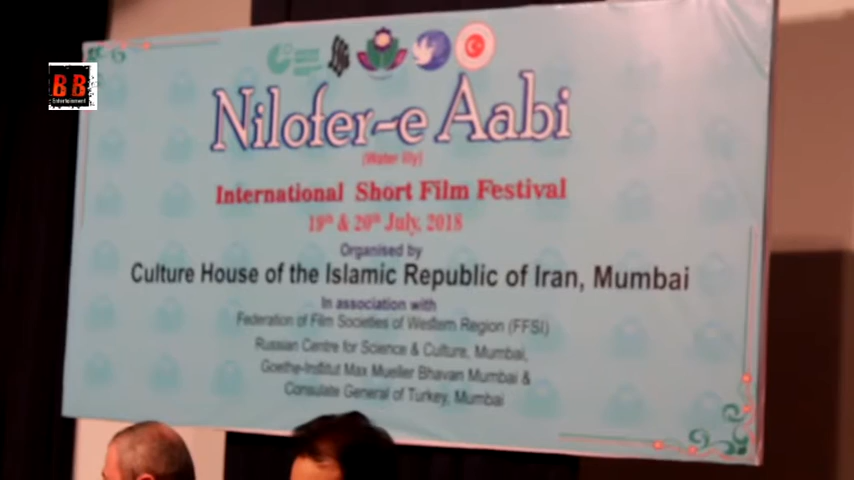 BB
Entertainment
Nilofer-e Aabi
(Water lily)
International Short Film Festival
19th & 20th July, 2018
Organised by
Culture House of the Islamic Republic of Iran, Mumbai
In association with
Federation of Film Societies of Western Region (FFSI)
Russian Centre for Science & Culture, Mumbai,
Goethe-Institut Max Mueller Bhavan Mumbai &
Consulate General of Turkey, Mumbai